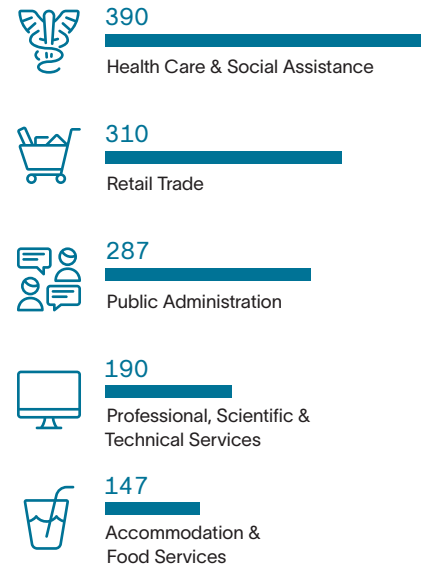 390
Health Care & Social Assistance
310
Retail Trade
287
Public Administration
190
Professional, Scientific &
Technical Services
147
Accommodation &
Food Services